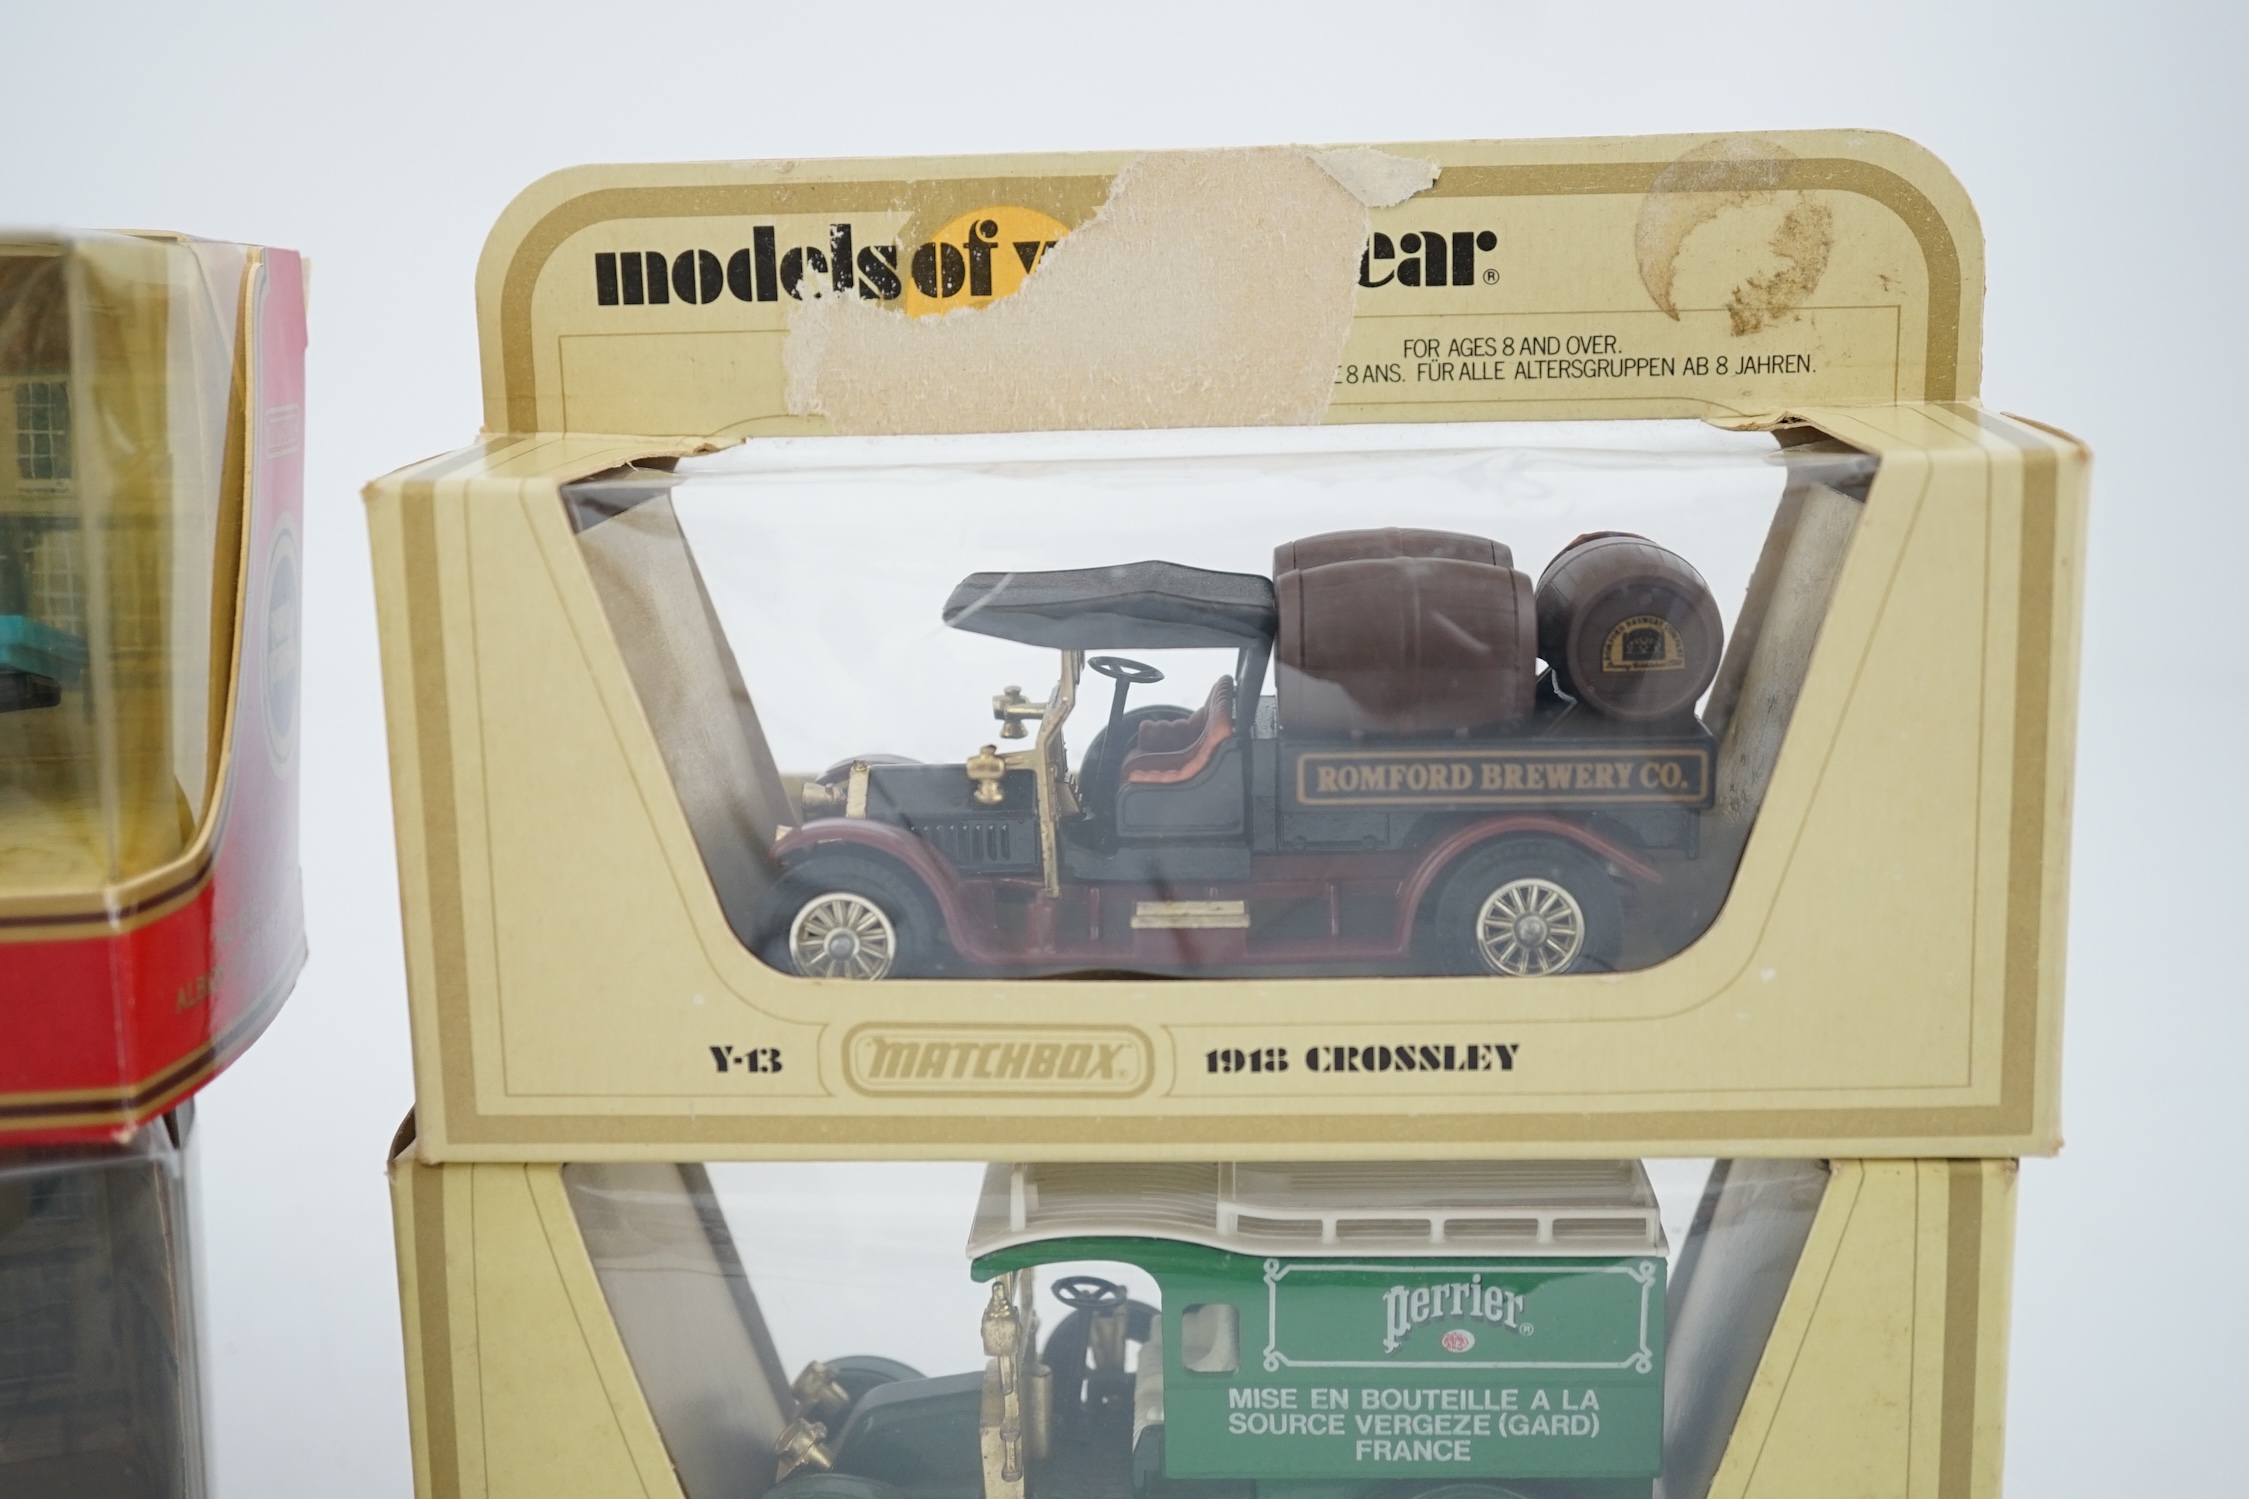 models of ear®
FOR AGES 8 AND OVER.
8 ANS. FÜR ALLE ALTERSGRUPPEN AB 8 JAHREN.
ROMFORD BREWERY CO.
Y-13 MATCHBOX® 1918 CROSSLEY
perrier®
MISE EN BOUTEILLE A LA
SOURCE VERGEZE (GARD)
FRANCE